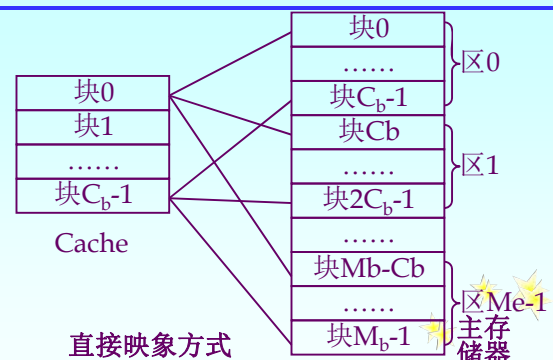 块0
块1
……
块Cb-1
Cache
直接映象方式
块0
……
块Cb-1
块Cb
……
块2Cb-1
……
块Mb-Cb
……
块Mb-1
区0
区1
区Me-1
主存
储器